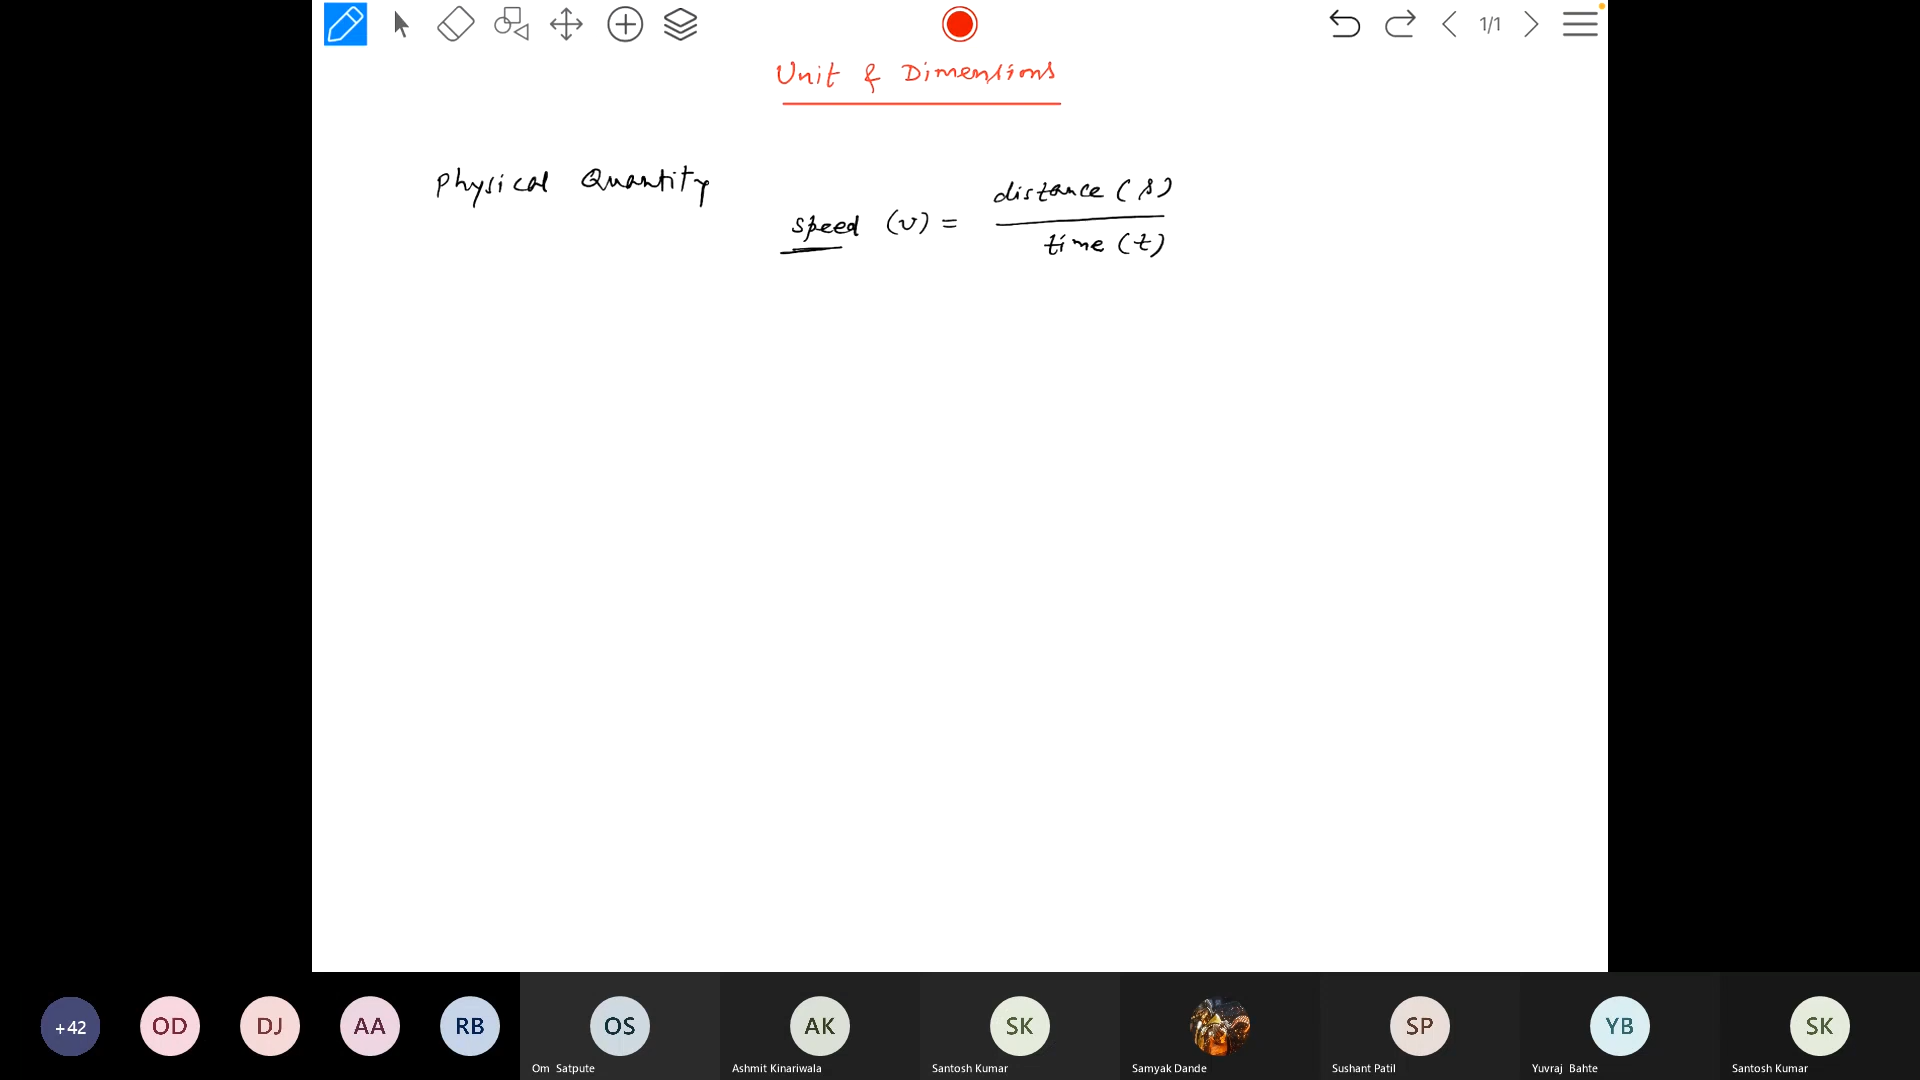 1/1
Unit & Dimensions
Physical Quantity
distance (s)
speed (v) =
time (t)
+42 OD DJ AA RB OS AK SK SP YB SK
Om Satpute Ashmit Kinariwala Santosh Kumar Samyak Dande Sushant Patil Yuvraj Bahte Santosh Kumar